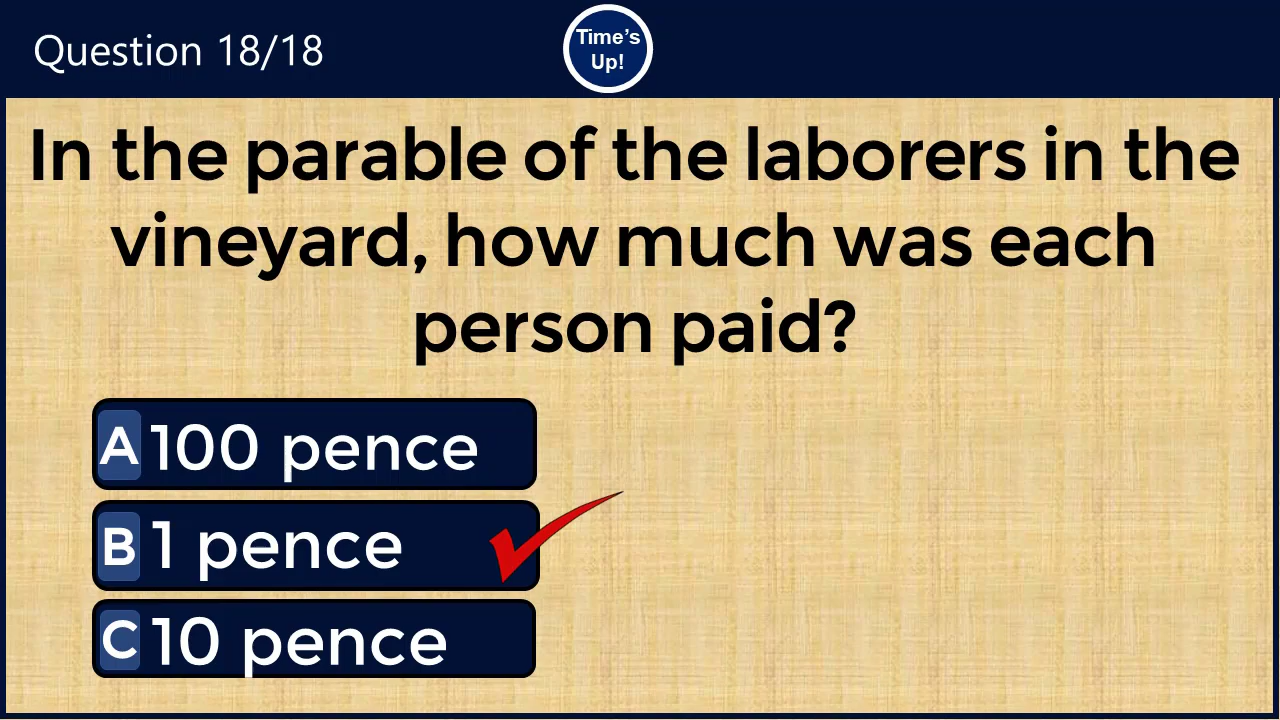 Question 18/18
Time's
Up!
In the parable of the laborers in the
vineyard, how much was each
person paid?
A 100 pence
B 1 pence
C 10 pence